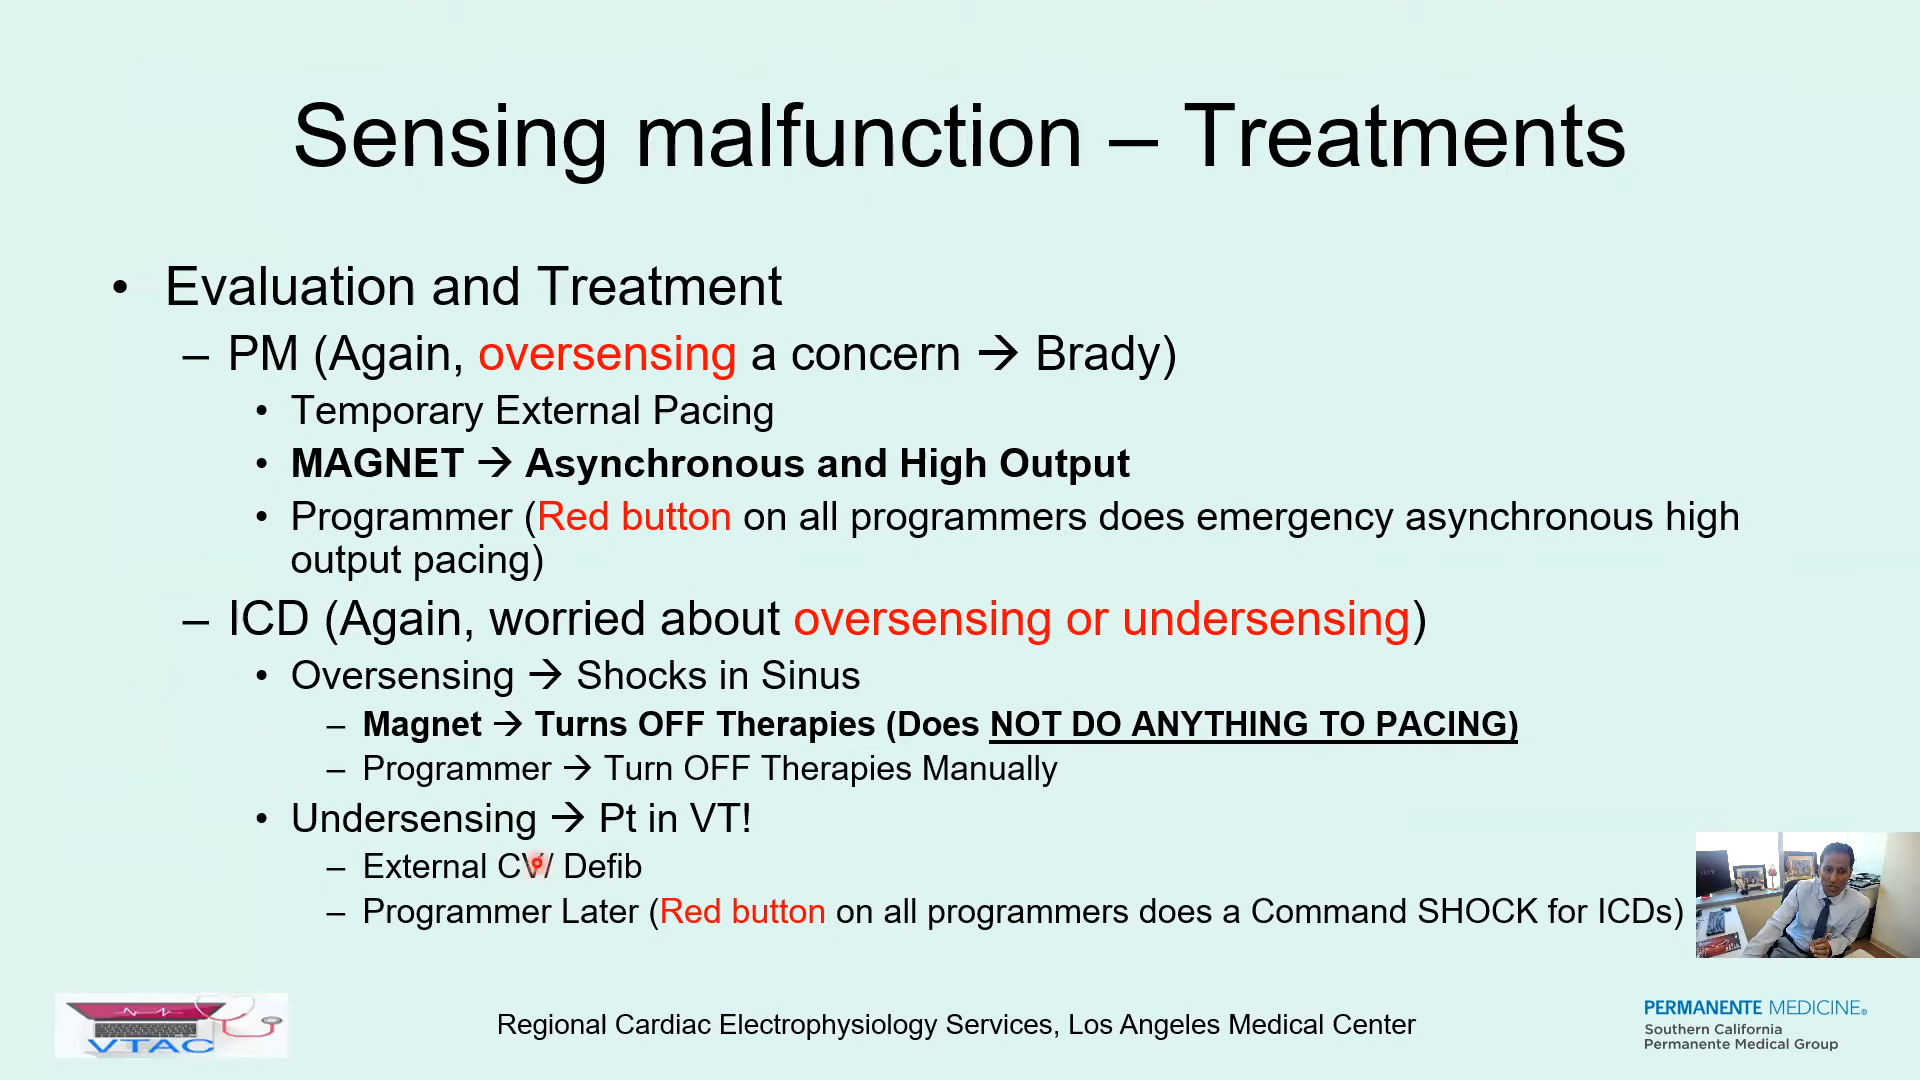 Sensing malfunction – Treatments
• Evaluation and Treatment
– PM (Again, oversensing a concern → Brady)
• Temporary External Pacing
• MAGNET → Asynchronous and High Output
• Programmer (Red button on all programmers does emergency asynchronous high
output pacing)
– ICD (Again, worried about oversensing or undersensing)
• Oversensing → Shocks in Sinus
– Magnet → Turns OFF Therapies (Does NOT DO ANYTHING TO PACING)
– Programmer → Turn OFF Therapies Manually
• Undersensing → Pt in VT!
– External CV/ Defib
– Programmer Later (Red button on all programmers does a Command SHOCK for ICDs)
VTAC
Regional Cardiac Electrophysiology Services, Los Angeles Medical Center
PERMANENTE MEDICINE®
Southern California
Permanente Medical Group